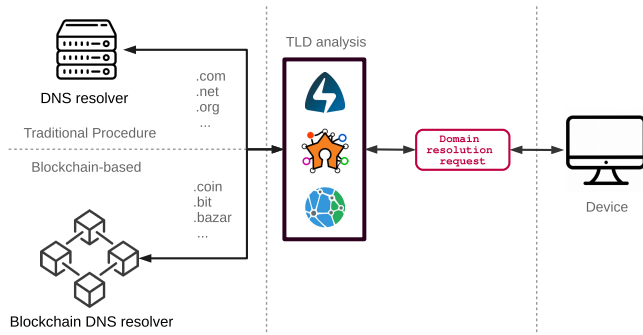 TLD analysis
.com
.net
.org
...
DNS resolver
Traditional Procedure
Blockchain-based
.coin
.bit
.bazar
...
Blockchain DNS resolver
Domain
resolution
request
Device